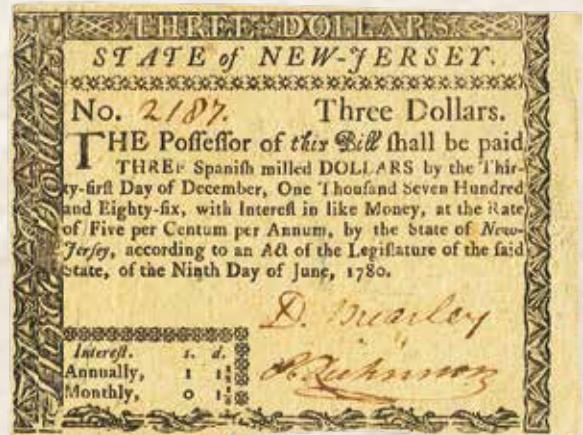 THREE DOLLARS.
STATE of NEW-JERSEY.
No. 2187. Three Dollars.
THE Poſſeſſor of this Bill ſhall be paid
THREE Spaniſh milled DOLLARS by the Thir-
ty-firſt Day of December, One Thouſand Seven Hundred
and Eighty-ſix, with Intereſt in like Money, at the Rate
of Five per Centum per Annum, by the State of New-
Jerſey, according to an Act of the Legiſlature of the ſaid
State, of the Ninth Day of June, 1780.
D. Brearley
Intereſt. s. d.
Annually, 1 1
Monthly, 0 1